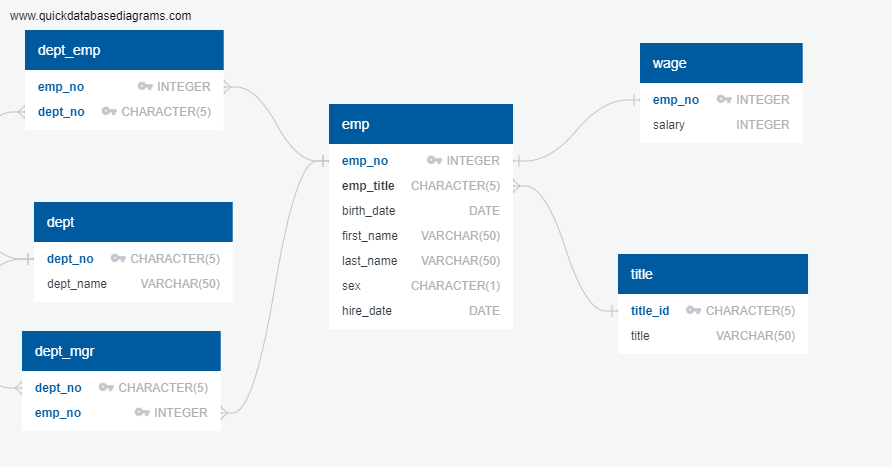 www.quickdatabasediagrams.com
dept_emp
emp_no INTEGER
dept_no CHARACTER(5)
dept
dept_no CHARACTER(5)
dept_name VARCHAR(50)
dept_mgr
dept_no CHARACTER(5)
emp_no INTEGER
emp
emp_no INTEGER
emp_title CHARACTER(5)
birth_date DATE
first_name VARCHAR(50)
last_name VARCHAR(50)
sex CHARACTER(1)
hire_date DATE
wage
emp_no INTEGER
salary INTEGER
title
title_id CHARACTER(5)
title VARCHAR(50)